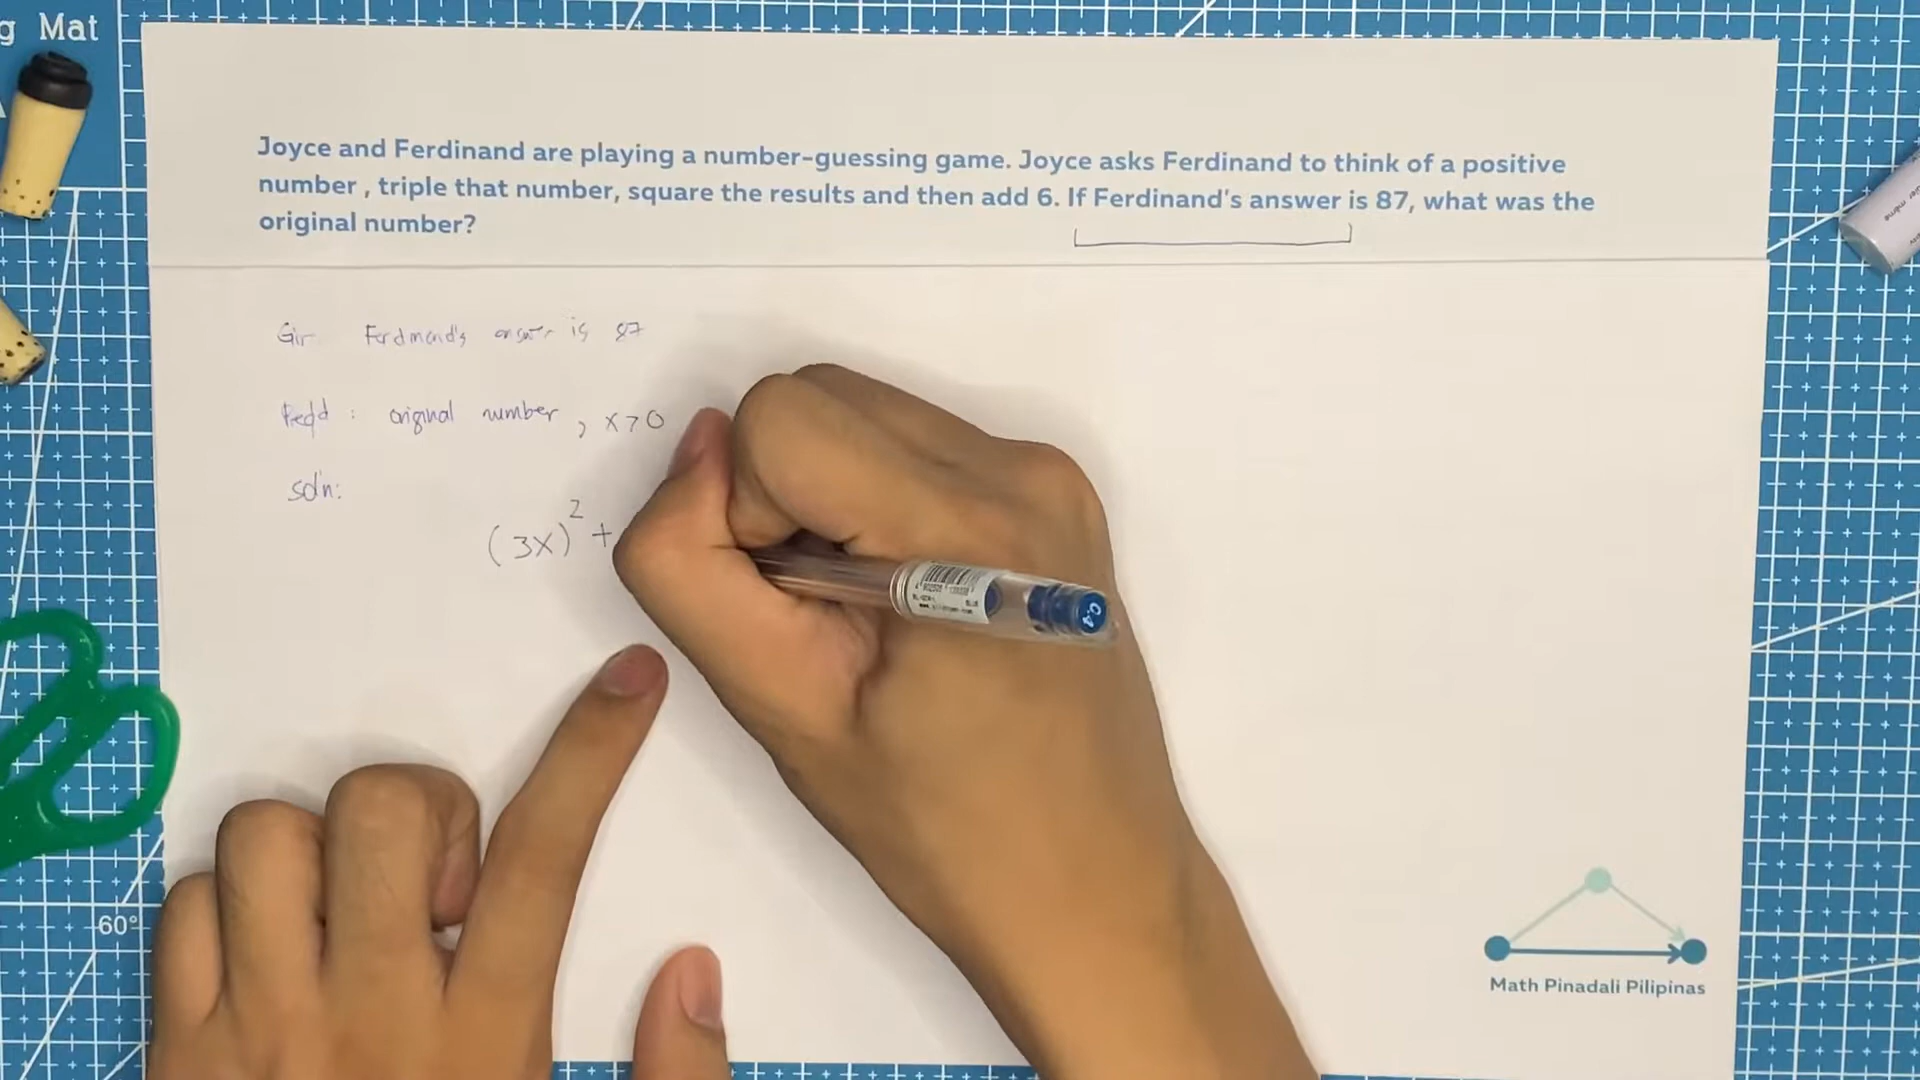 g Mat
Joyce and Ferdinand are playing a number-guessing game. Joyce asks Ferdinand to think of a positive
number , triple that number, square the results and then add 6. If Ferdinand's answer is 87, what was the
original number?
Ferdinand's answer is 87
Req'd : original number , x > 0
sol'n:
(3x)² +
0.4
60°
Math Pinadali Pilipinas